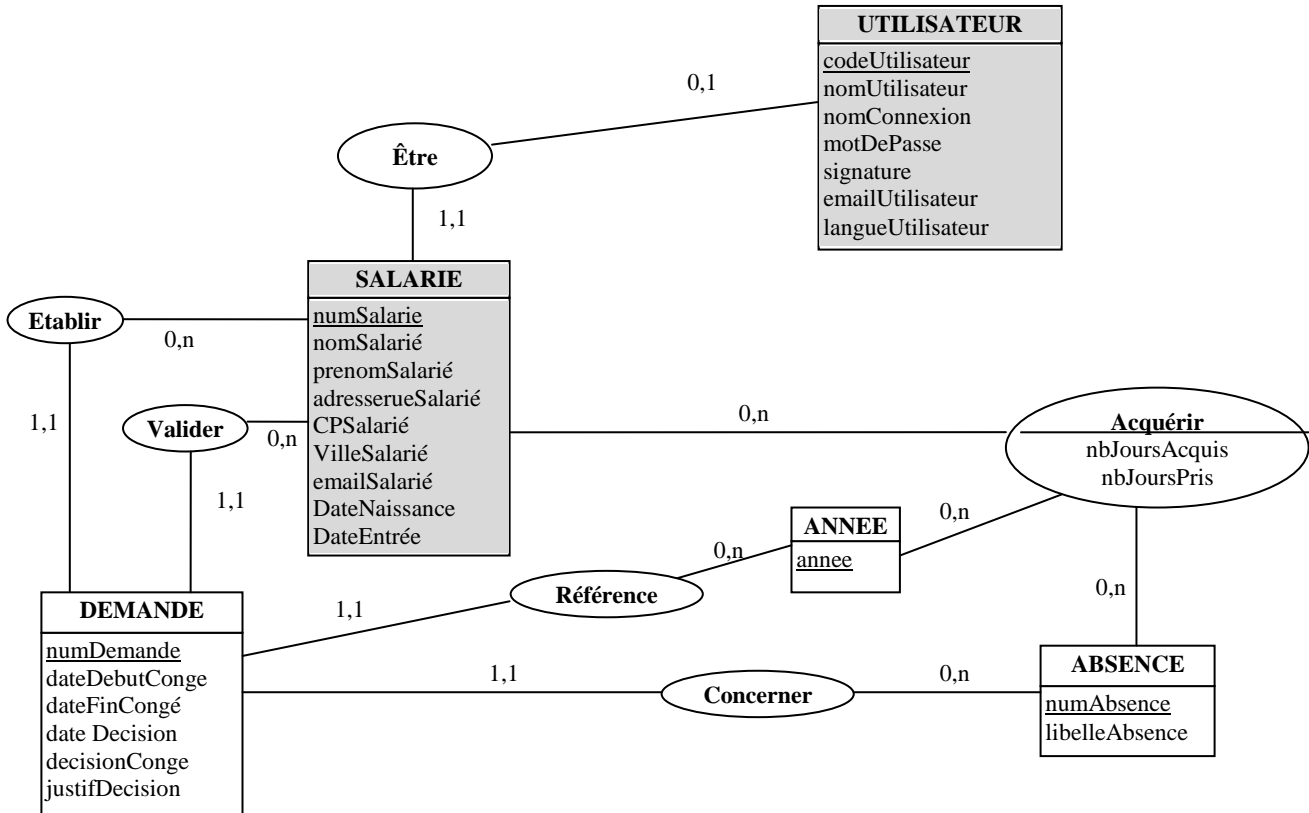 UTILISATEUR
codeUtilisateur
nomUtilisateur
nomConnexion
motDePasse
signature
emailUtilisateur
langueUtilisateur
0,1
Être
1,1
SALARIE
numSalarie
nomSalarié
prenomSalarié
adresserueSalarié
CPSalarié
VilleSalarié
emailSalarié
DateNaissance
DateEntrée
Etablir
0,n
1,1
Valider
0,n
1,1
0,n
Acquérir
nbJoursAcquis
nbJoursPris
ANNEE
annee
0,n
0,n
Référence
1,1
0,n
DEMANDE
numDemande
dateDebutConge
dateFinCongé
date Decision
decisionConge
justifDecision
1,1
Concerner
0,n
ABSENCE
numAbsence
libelleAbsence